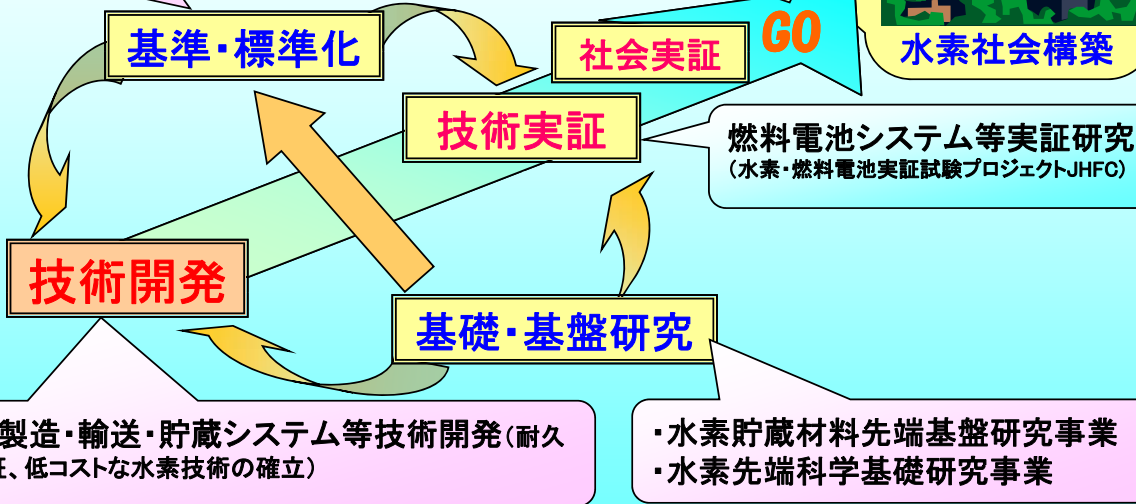 基準・標準化
社会実証
GO
水素社会構築
技術実証
燃料電池システム等実証研究
(水素・燃料電池実証試験プロジェクトJHFC)
技術開発
基礎・基盤研究
製造・輸送・貯蔵システム等技術開発(耐久
、低コストな水素技術の確立)
・水素貯蔵材料先端基盤研究事業
・水素先端科学基礎研究事業